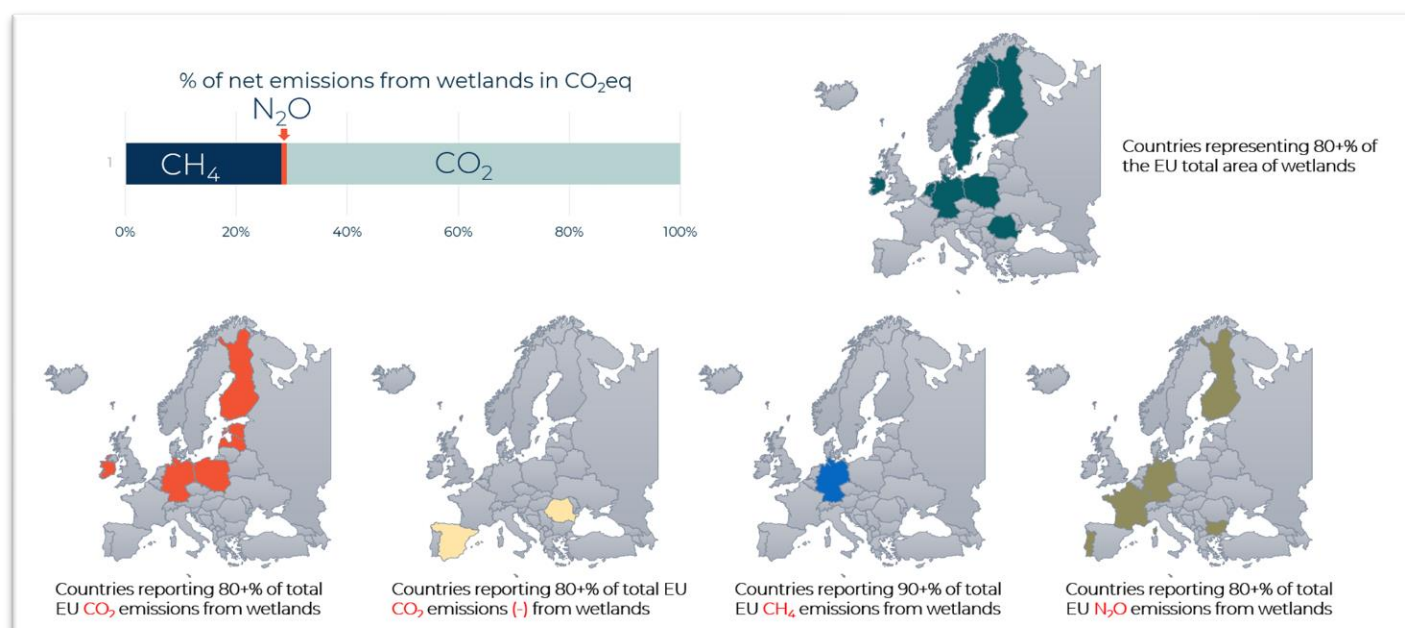 % of net emissions from wetlands in CO₂eq
N₂O
1
CH₄
CO₂
0%
20%
40%
60%
80%
100%
Countries representing 80+% of
the EU total area of wetlands
Countries reporting 80+% of total
EU CO₂ emissions from wetlands
Countries reporting 80+% of total EU
CO₂ emissions (-) from wetlands
Countries reporting 90+% of total
EU CH₄ emissions from wetlands
Countries reporting 80+% of total
EU N₂O emissions from wetlands